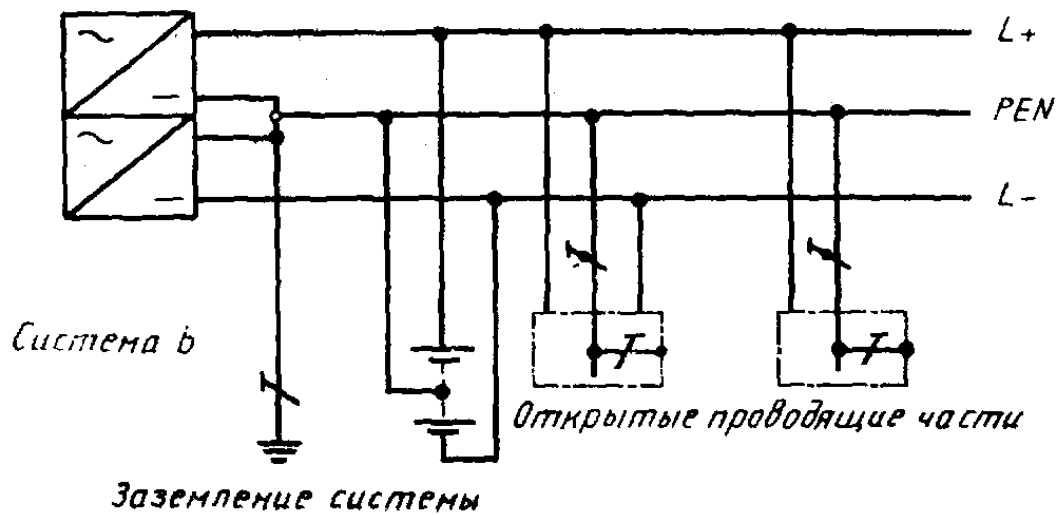 L+
PEN
L-
Система b
Открытые проводящие части
Заземление системы